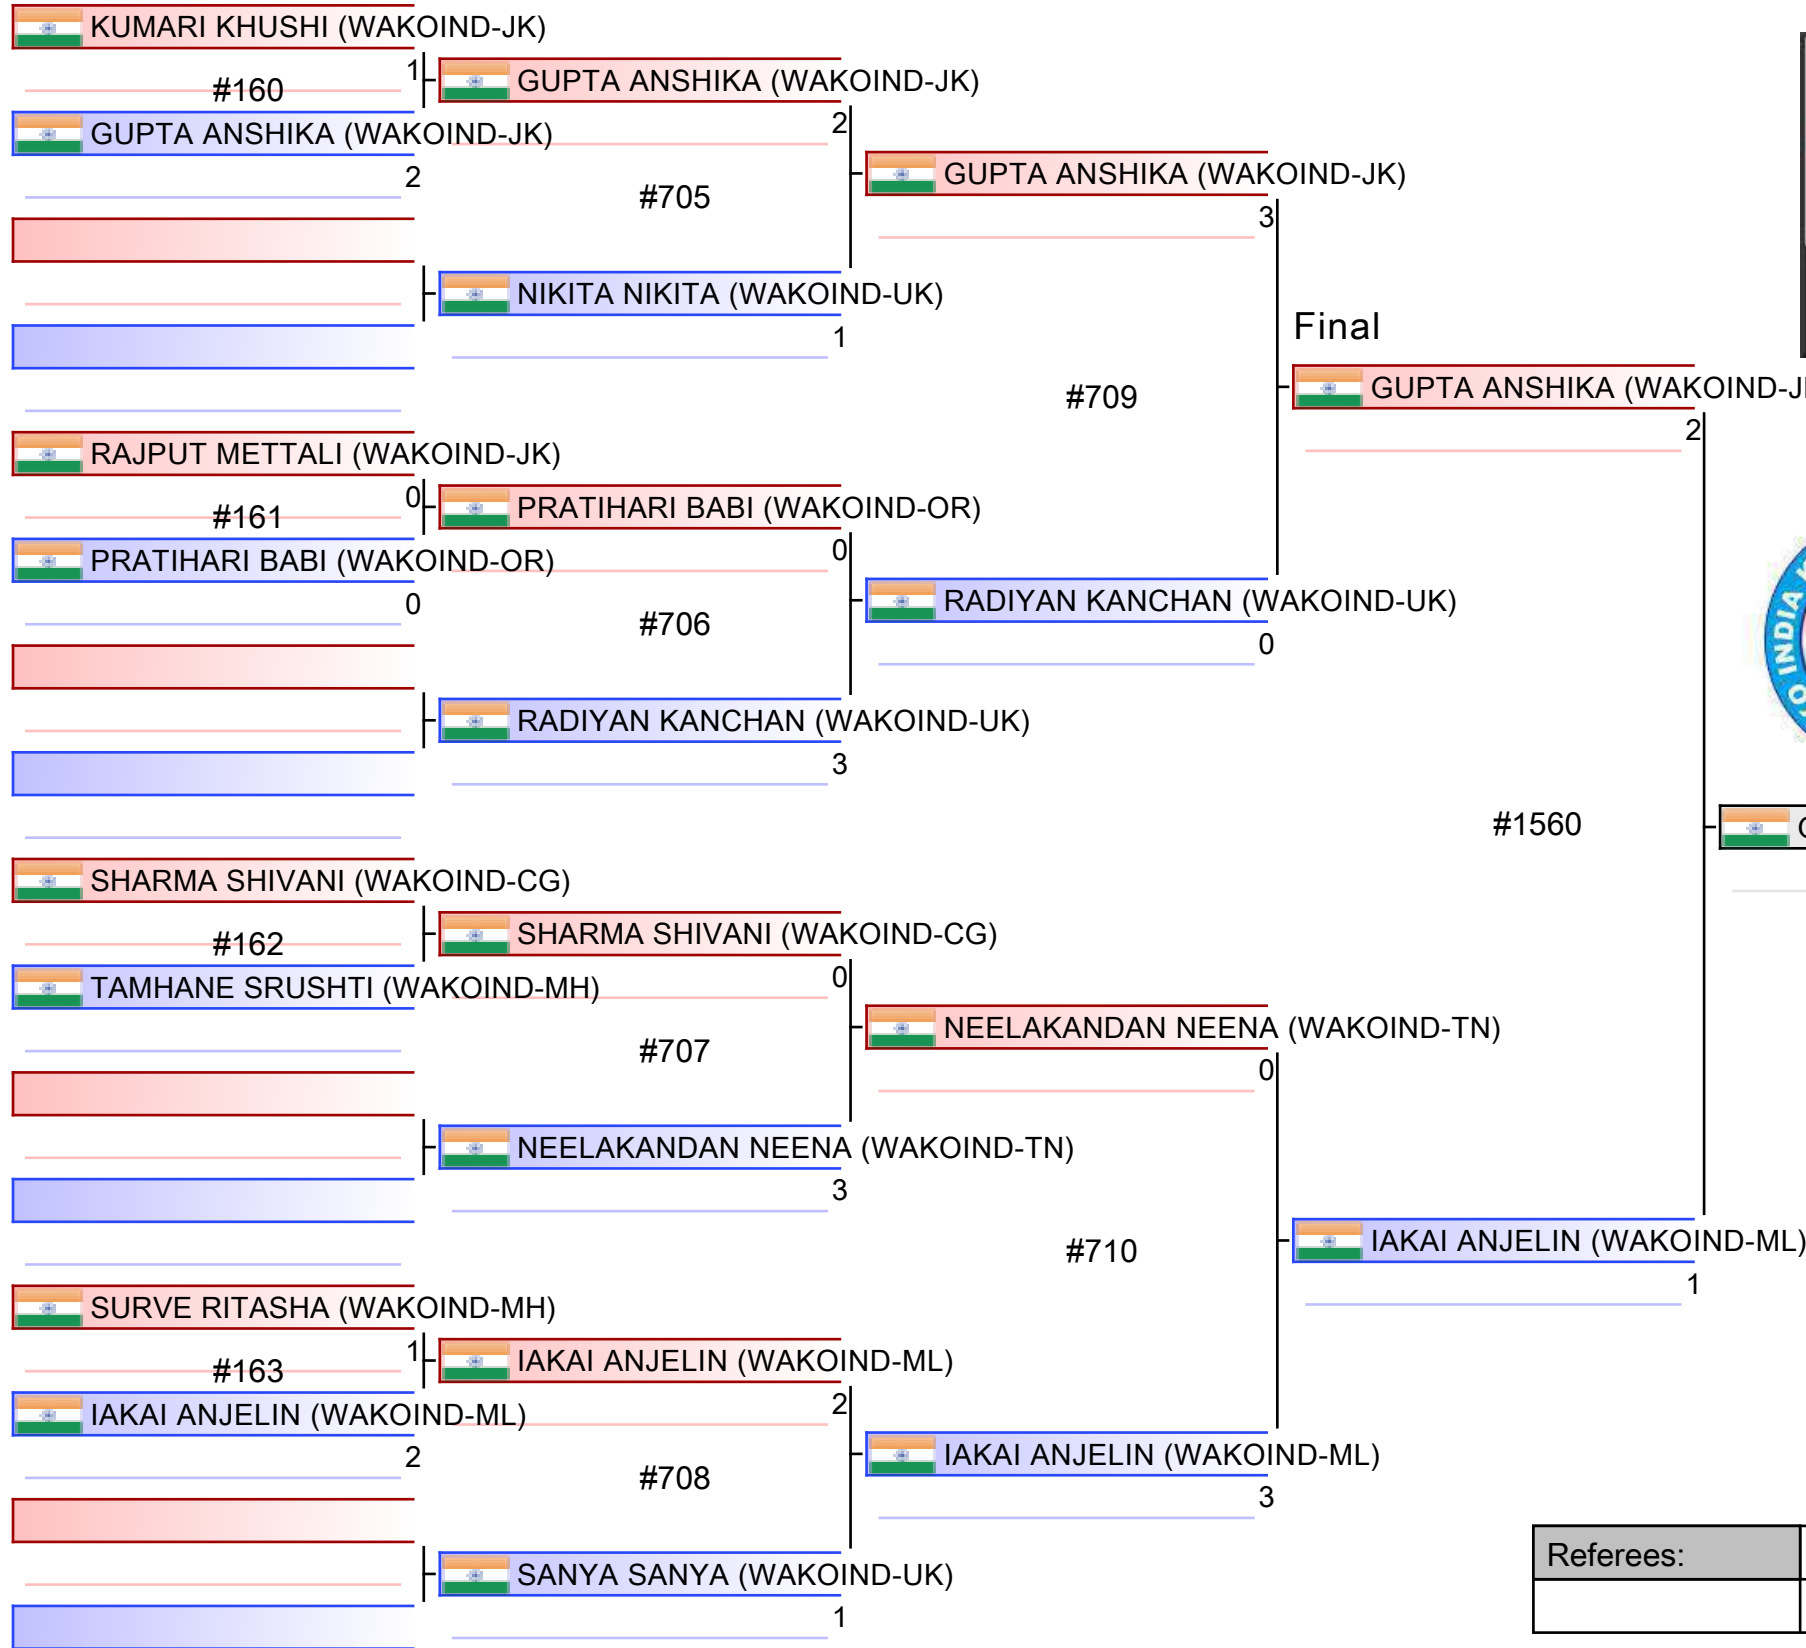 KUMARI KHUSHI (WAKOIND-JK)
1
#160
GUPTA ANSHIKA (WAKOIND-JK)
2
GUPTA ANSHIKA (WAKOIND-JK)
2
#705
NIKITA NIKITA (WAKOIND-UK)
1
GUPTA ANSHIKA (WAKOIND-JK)
3
#709
RAJPUT METTALI (WAKOIND-JK)
0
#161
PRATIHARI BABI (WAKOIND-OR)
0
PRATIHARI BABI (WAKOIND-OR)
0
#706
RADIYAN KANCHAN (WAKOIND-UK)
3
RADIYAN KANCHAN (WAKOIND-UK)
0
Final
GUPTA ANSHIKA (WAKOIND-J
2
#1560
SHARMA SHIVANI (WAKOIND-CG)
#162
TAMHANE SRUSHTI (WAKOIND-MH)
SHARMA SHIVANI (WAKOIND-CG)
0
#707
NEELAKANDAN NEENA (WAKOIND-TN)
3
NEELAKANDAN NEENA (WAKOIND-TN)
0
#710
SURVE RITASHA (WAKOIND-MH)
1
#163
IAKAI ANJELIN (WAKOIND-ML)
2
IAKAI ANJELIN (WAKOIND-ML)
2
#708
SANYA SANYA (WAKOIND-UK)
1
IAKAI ANJELIN (WAKOIND-ML)
3
IAKAI ANJELIN (WAKOIND-ML)
1
INDIA
Referees: